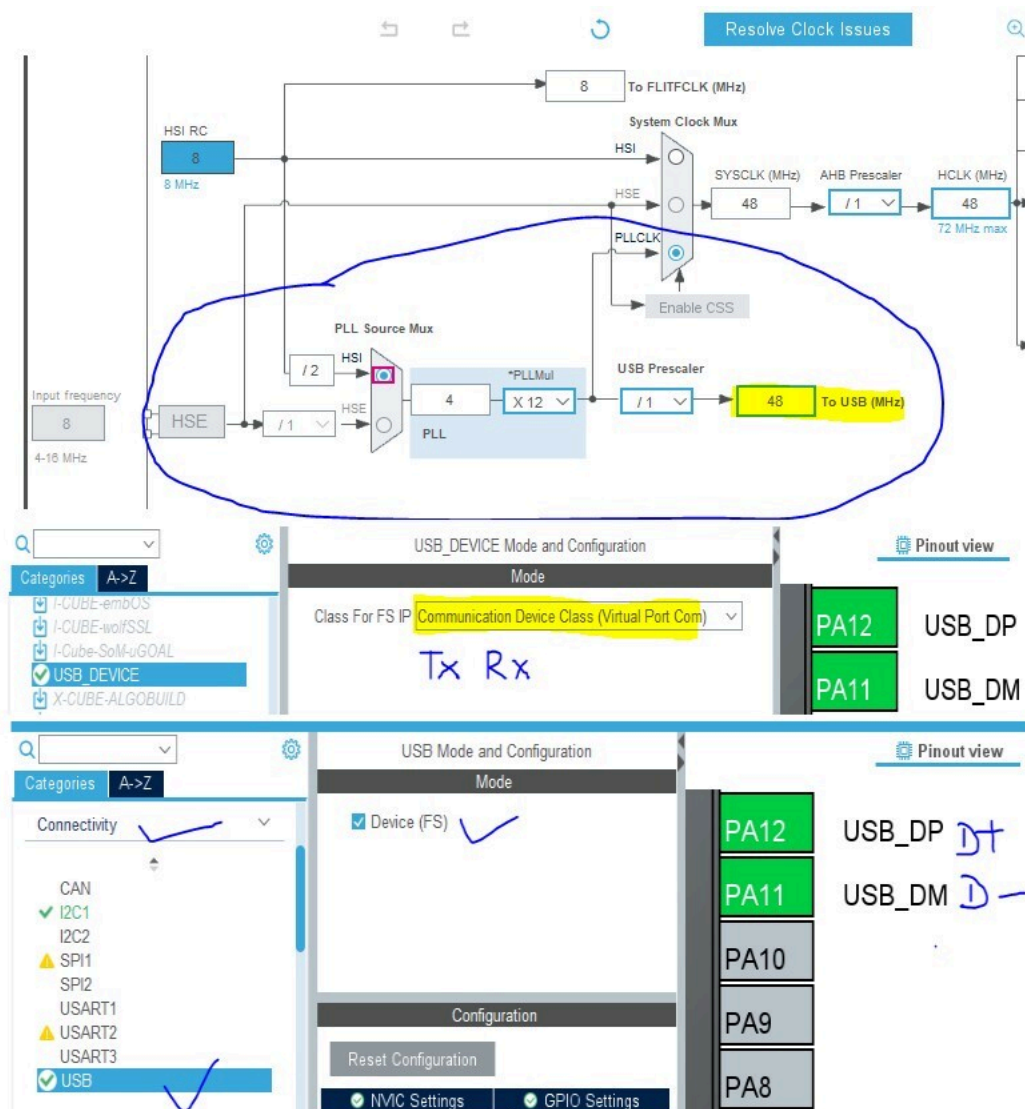 Resolve Clock Issues
8 To FLITFCLK (MHz)
System Clock Mux
HSI RC
8
8 MHz
HSI
SYSCLK (MHz) AHB Prescaler HCLK (MHz)
HSE
48 / 1 48
72 MHz max
PLLCLK
Enable CSS
PLL Source Mux
HSI
/ 2
USB Prescaler
*PLLMul
Input frequency
8 HSE / 1 HSE 4 X 12 / 1 48 To USB (MHz)
PLL
4-16 MHz
USB_DEVICE Mode and Configuration Pinout view
Categories A->Z Mode
I-CUBE-embOS
I-CUBE-wolfSSL
I-Cube-SoM-uGOAL
USB_DEVICE
X-CUBE-ALGOBUILD
Class For FS IP Communication Device Class (Virtual Port Com)
Tx Rx
PA12 USB_DP
PA11 USB_DM
USB Mode and Configuration Pinout view
Categories A->Z Mode
Connectivity
CAN
I2C1
I2C2
SPI1
SPI2
USART1
USART2
USART3
USB
Device (FS)
Configuration
Reset Configuration
NVIC Settings GPIO Settings
PA12 USB_DP D+
PA11 USB_DM D-
PA10
PA9
PA8